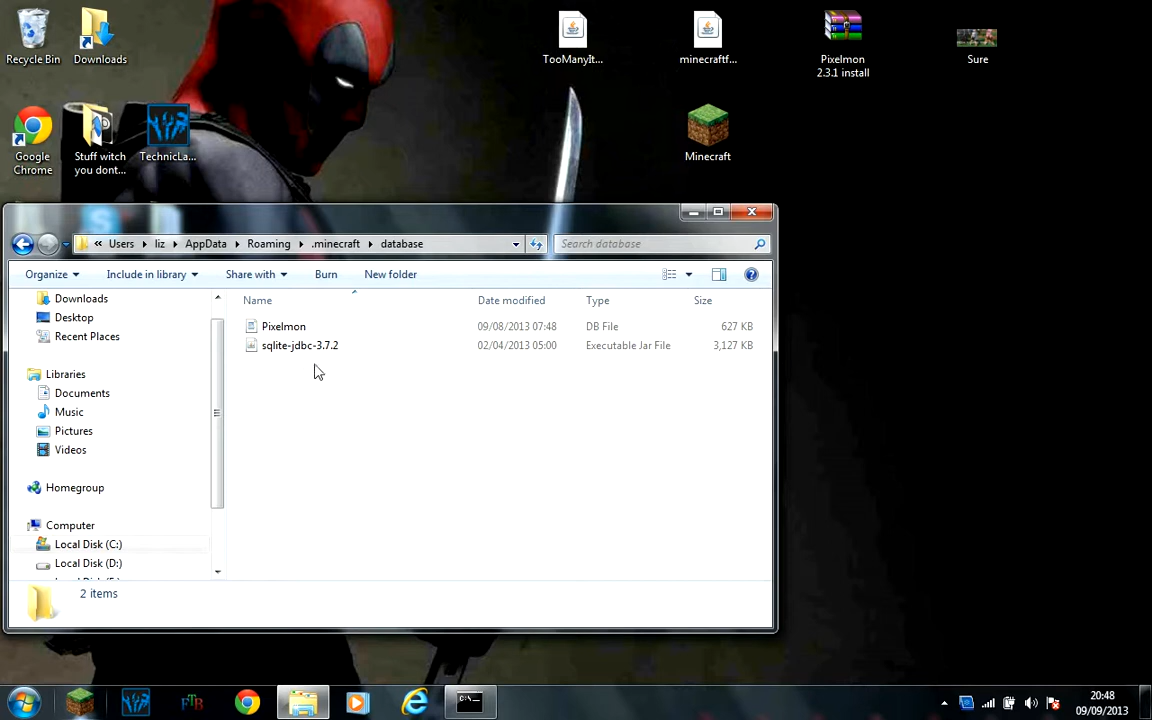 Recycle Bin
Downloads
TooManyIt...
minecraftf...
Pixelmon
2.3.1 install
Sure
Google
Chrome
Stuff witch
you dont...
TechnicLa...
Minecraft
« Users liz AppData Roaming .minecraft database
Search database
Organize
Include in library
Share with
Burn
New folder
Name
Date modified
Type
Size
Downloads
Desktop
Recent Places
Libraries
Documents
Music
Pictures
Videos
Homegroup
Computer
Local Disk (C:)
Local Disk (D:)
Pixelmon 09/08/2013 07:48 DB File 627 KB
sqlite-jdbc-3.7.2 02/04/2013 05:00 Executable Jar File 3,127 KB
2 items
FTB
C:\_
20:48
09/09/2013